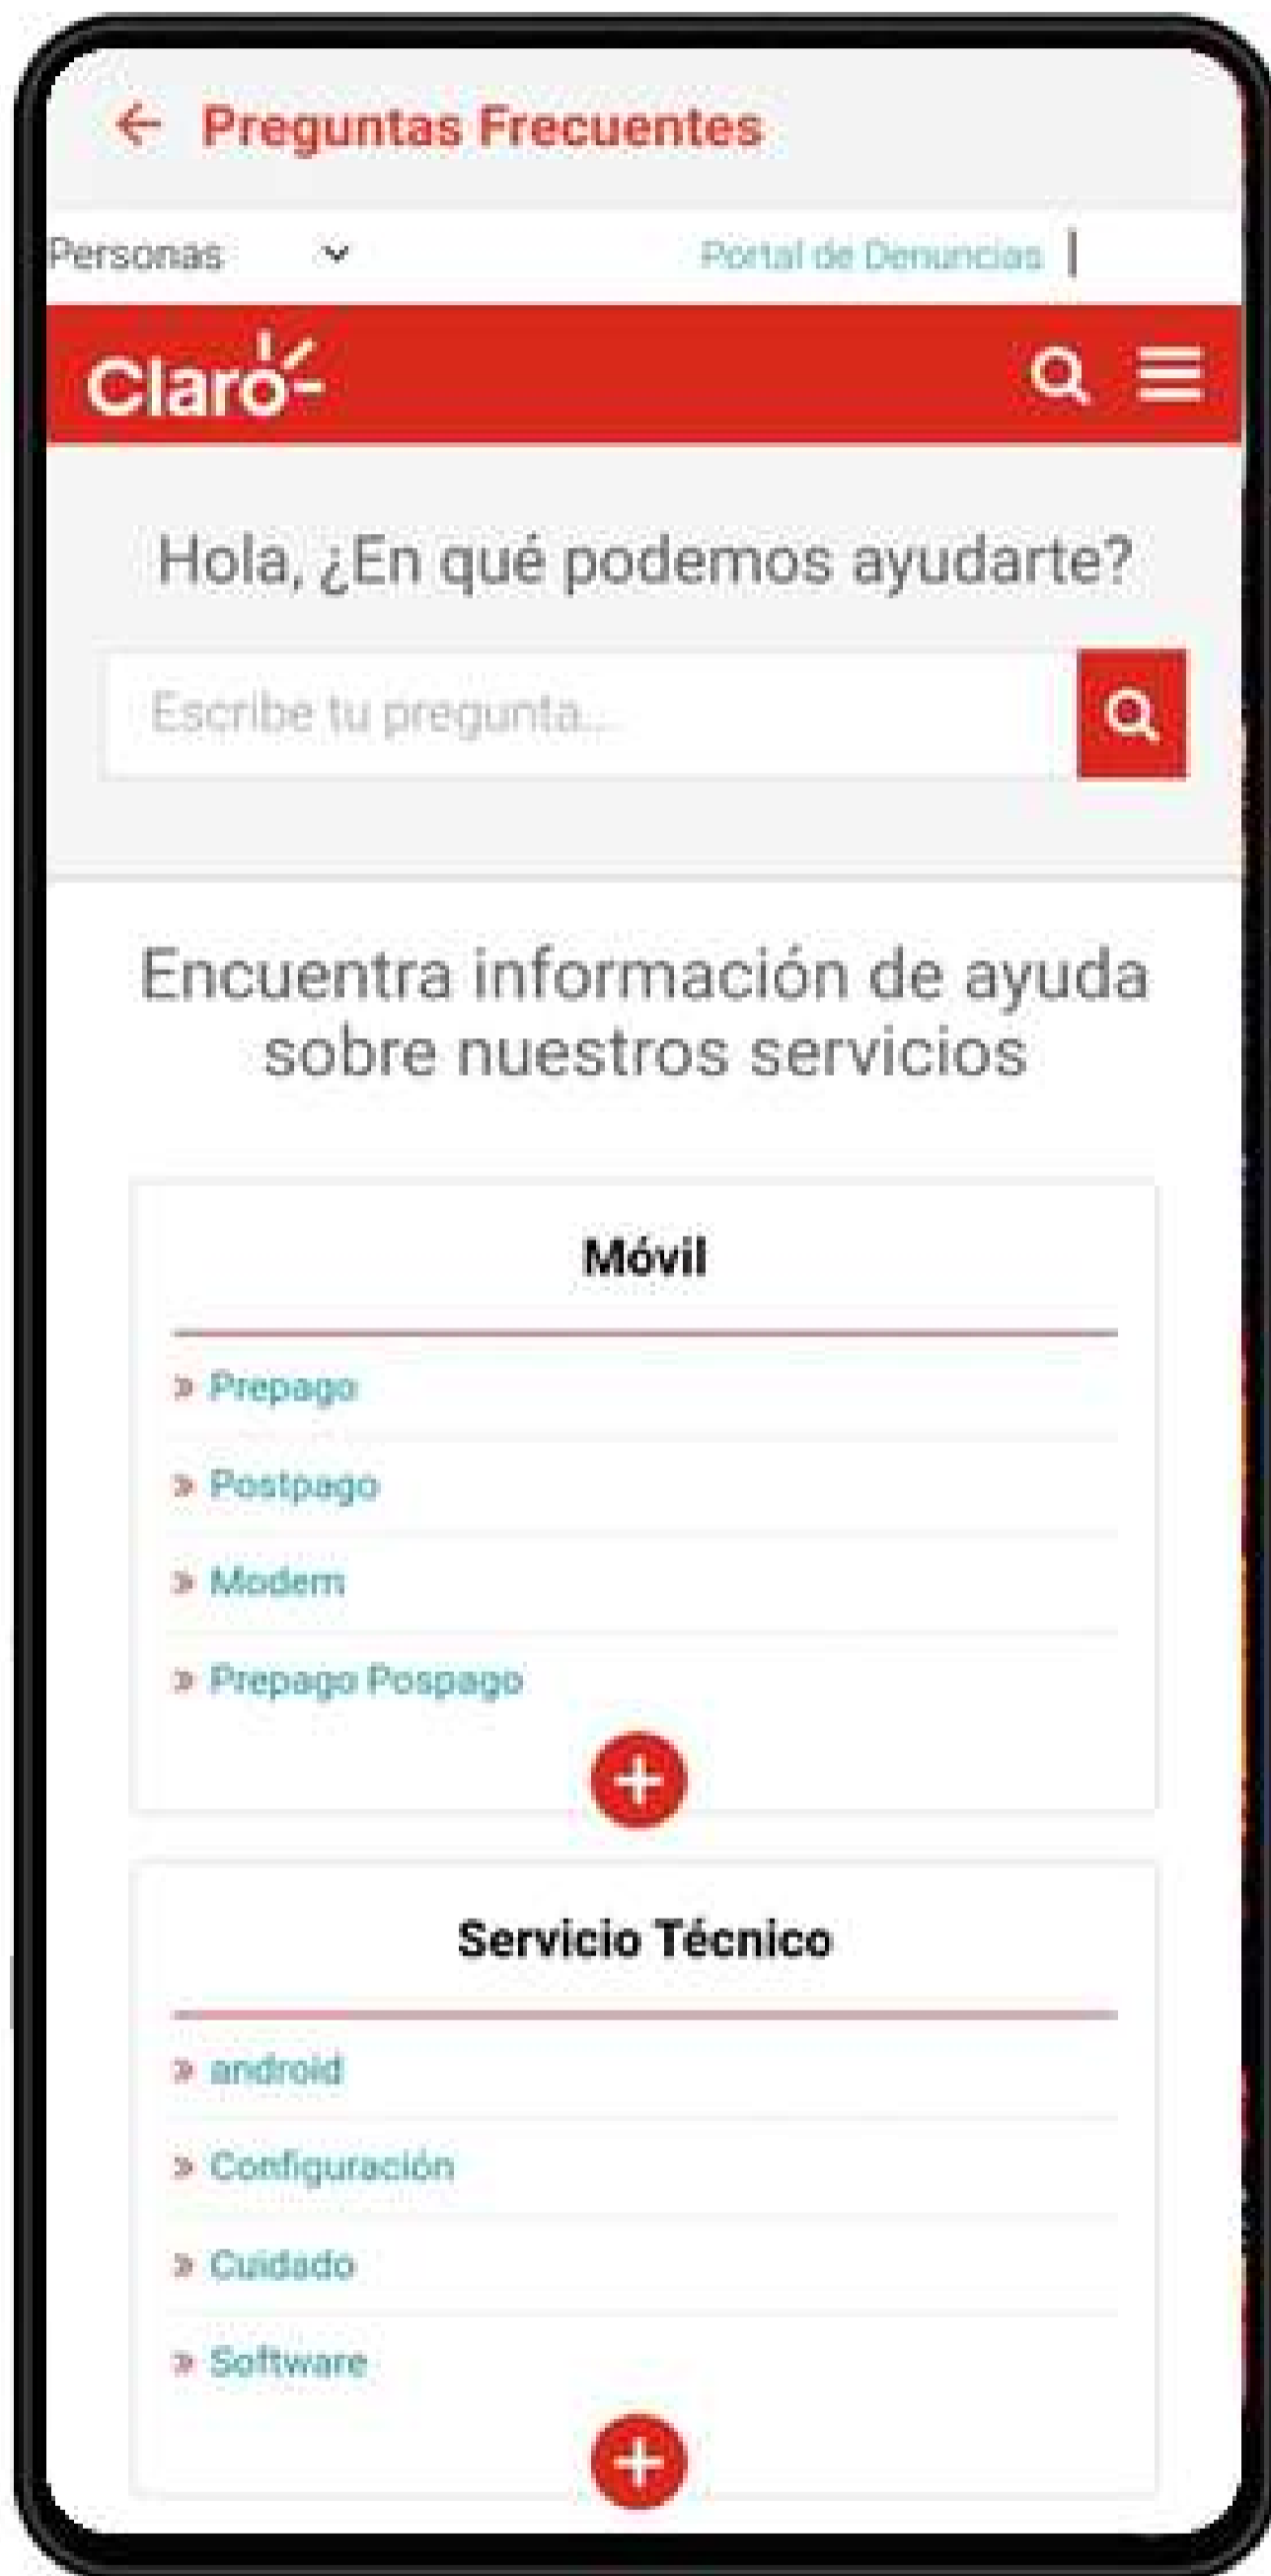 Preguntas Frecuentes
Personas
Portal de Denuncias
Claro
Hola, ¿En qué podemos ayudarte?
Escribe tu pregunta...
Encuentra información de ayuda
sobre nuestros servicios
Móvil
» Prepago
» Postpago
» Modem
» Prepago Pospago
Servicio Técnico
» android
» Configuración
» Cuidado
» Software